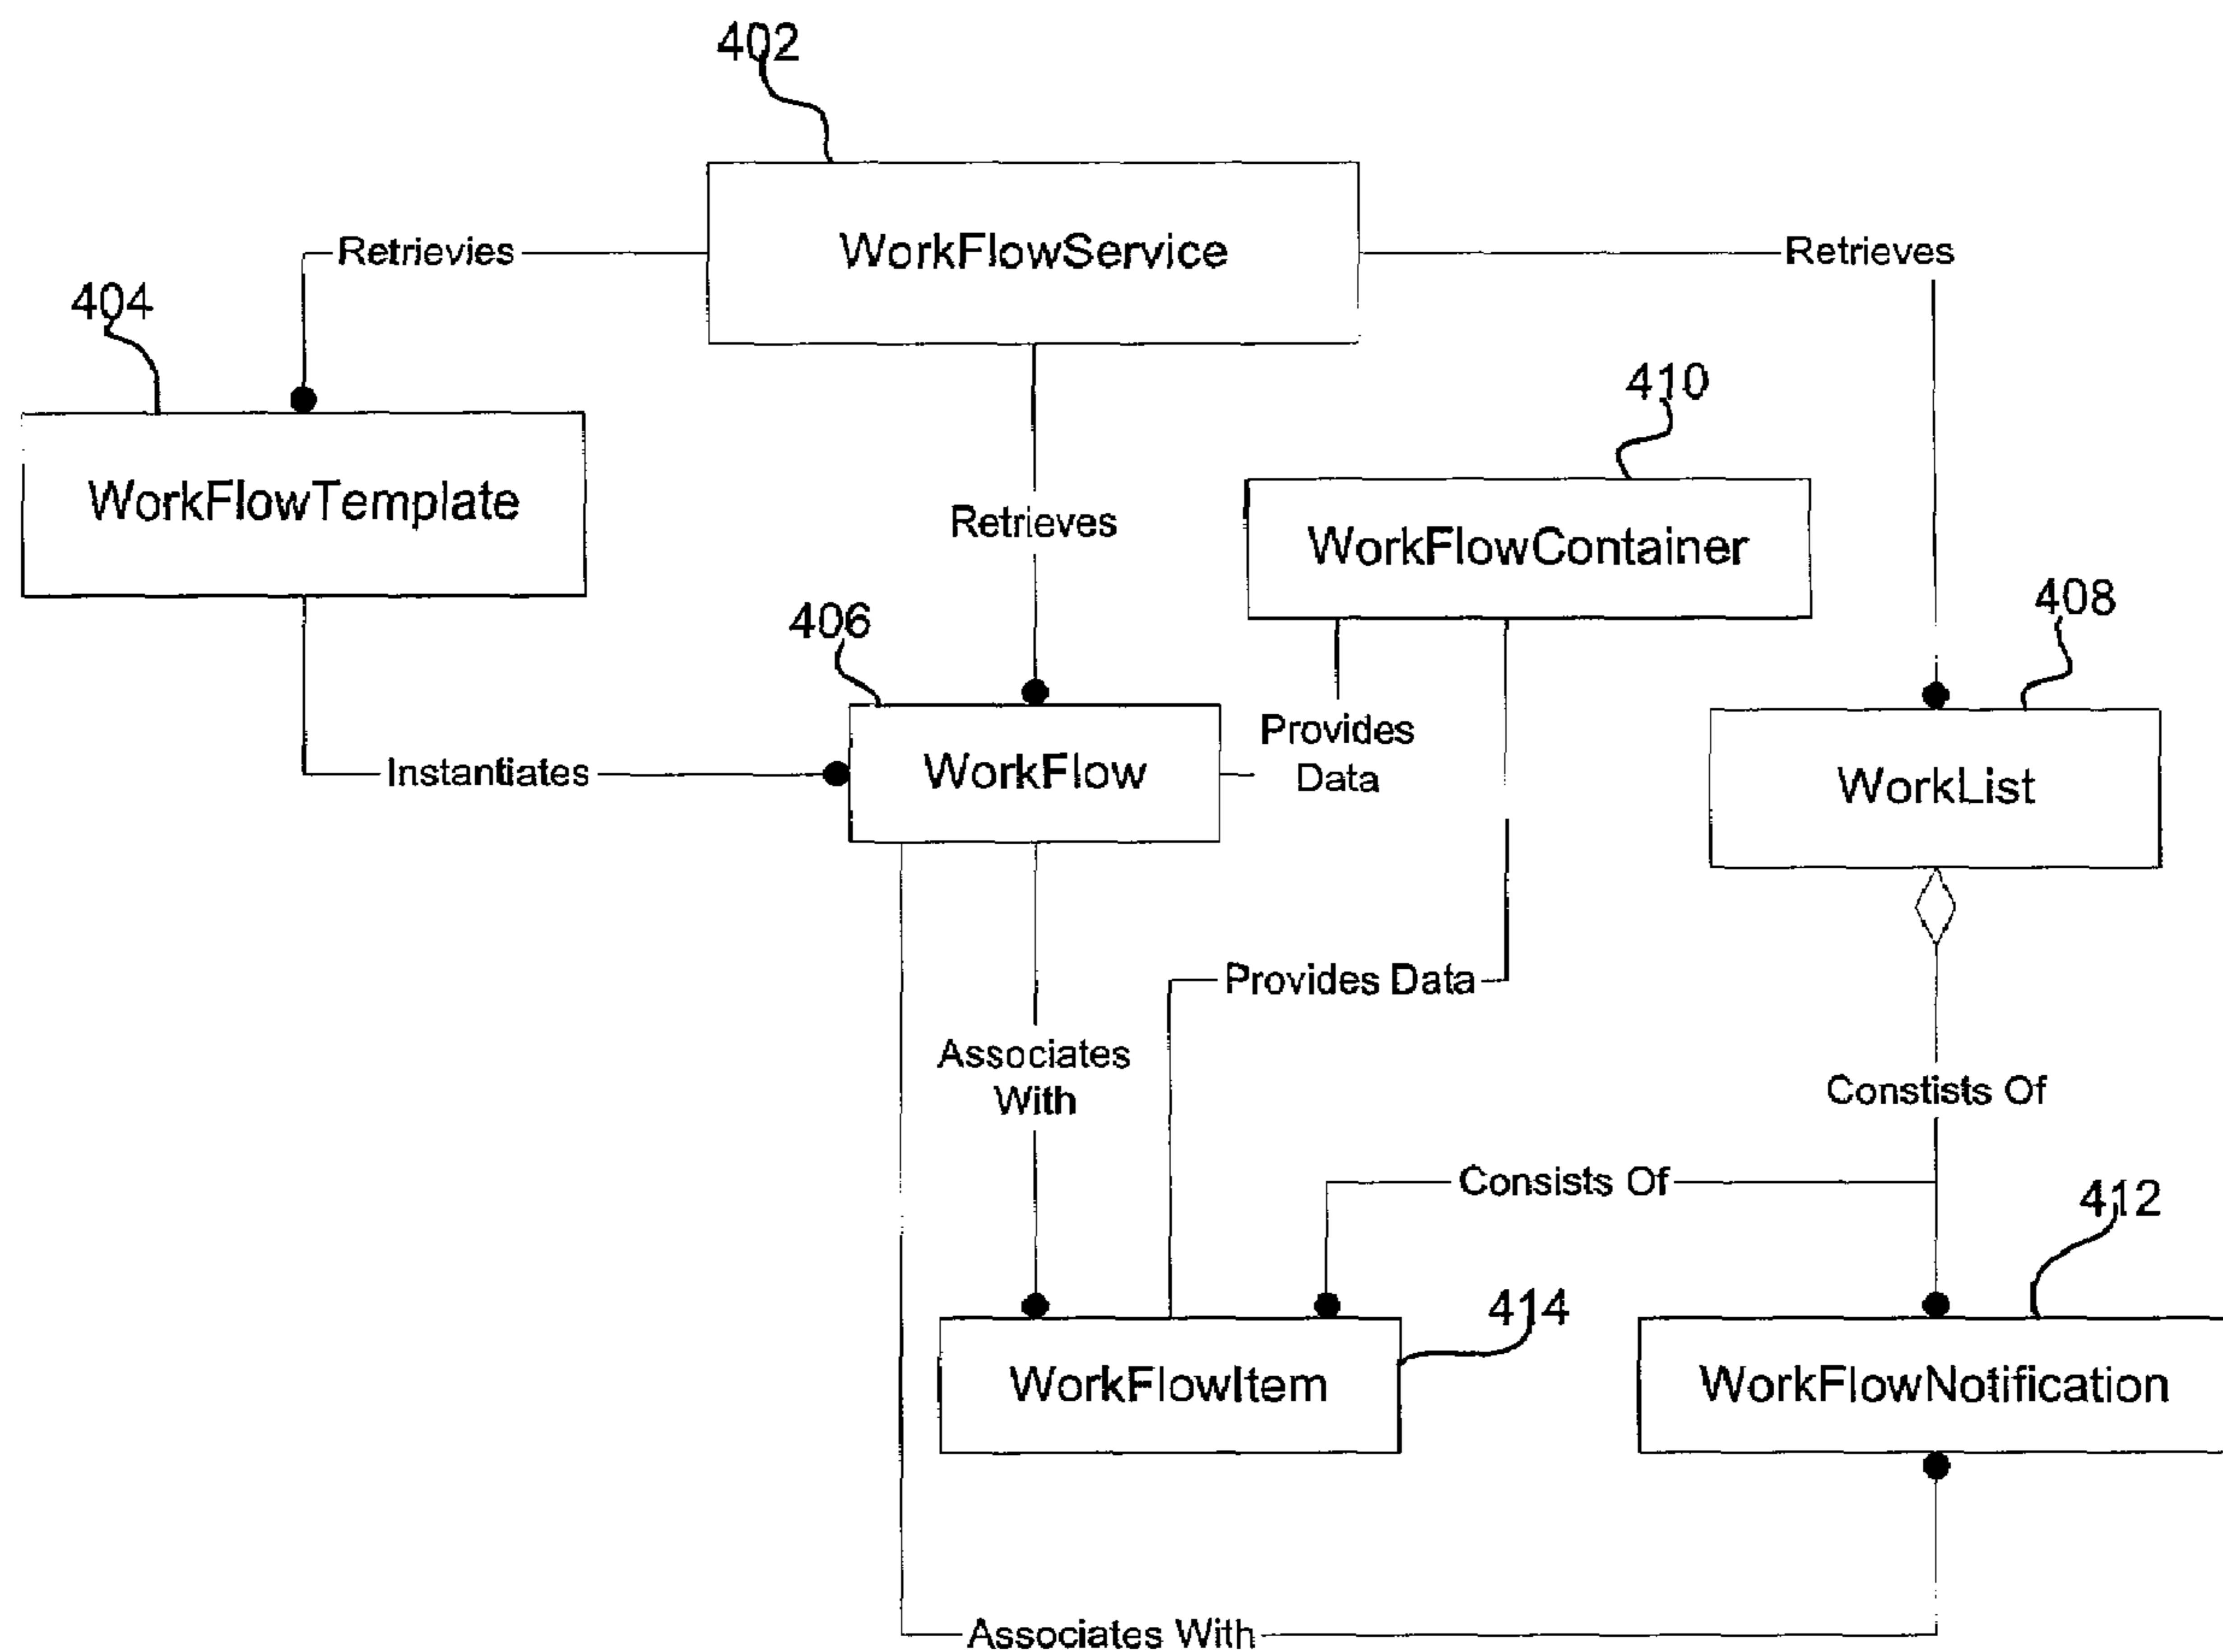 402
WorkFlowService
Retrievies
Retrieves
404
410
WorkFlowTemplate
Retrieves
WorkFlowContainer
406
408
Provides
Data
Instantiates
WorkFlow
WorkList
Provides Data
Associates
With
Constists Of
Consists Of
412
414
WorkFlowItem
WorkFlowNotification
Associates With